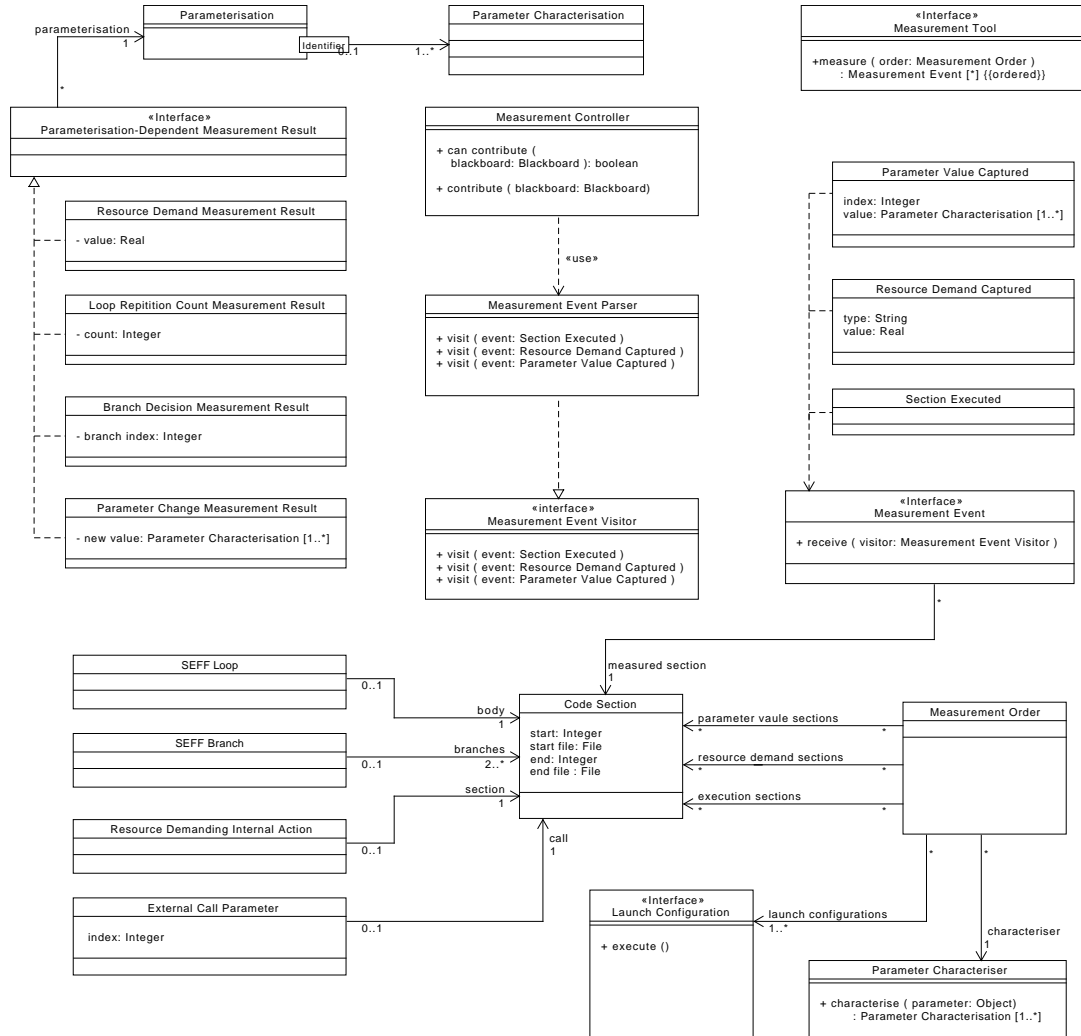 Parameterisation
Parameter Characterisation
«Interface»
Measurement Tool
+measure ( order: Measurement Order )
: Measurement Event [*] {{ordered}}
parameterisation
1
Identifier
0..1
1..*
*
«Interface»
Parameterisation-Dependent Measurement Result
Measurement Controller
+ can contribute (
blackboard: Blackboard ): boolean
+ contribute ( blackboard: Blackboard)
Parameter Value Captured
index: Integer
value: Parameter Characterisation [1..*]
Resource Demand Measurement Result
- value: Real
«use»
Resource Demand Captured
type: String
value: Real
Loop Repitition Count Measurement Result
- count: Integer
Measurement Event Parser
+ visit ( event: Section Executed )
+ visit ( event: Resource Demand Captured )
+ visit ( event: Parameter Value Captured )
Section Executed
Branch Decision Measurement Result
- branch index: Integer
Parameter Change Measurement Result
- new value: Parameter Characterisation [1..*]
«interface»
Measurement Event Visitor
+ visit ( event: Section Executed )
+ visit ( event: Resource Demand Captured )
+ visit ( event: Parameter Value Captured )
«Interface»
Measurement Event
+ receive ( visitor: Measurement Event Visitor )
*
measured section
1
SEFF Loop
0..1
body
1
Code Section
start: Integer
start file: File
end: Integer
end file : File
parameter vaule sections
*
*
Measurement Order
SEFF Branch
0..1
branches
2..*
resource demand sections
*
*
section
1
execution sections
*
*
Resource Demanding Internal Action
0..1
call
1
*
*
External Call Parameter
index: Integer
0..1
«Interface»
Launch Configuration
+ execute ()
launch configurations
1..*
characteriser
1
Parameter Characteriser
+ characterise ( parameter: Object)
: Parameter Characterisation [1..*]